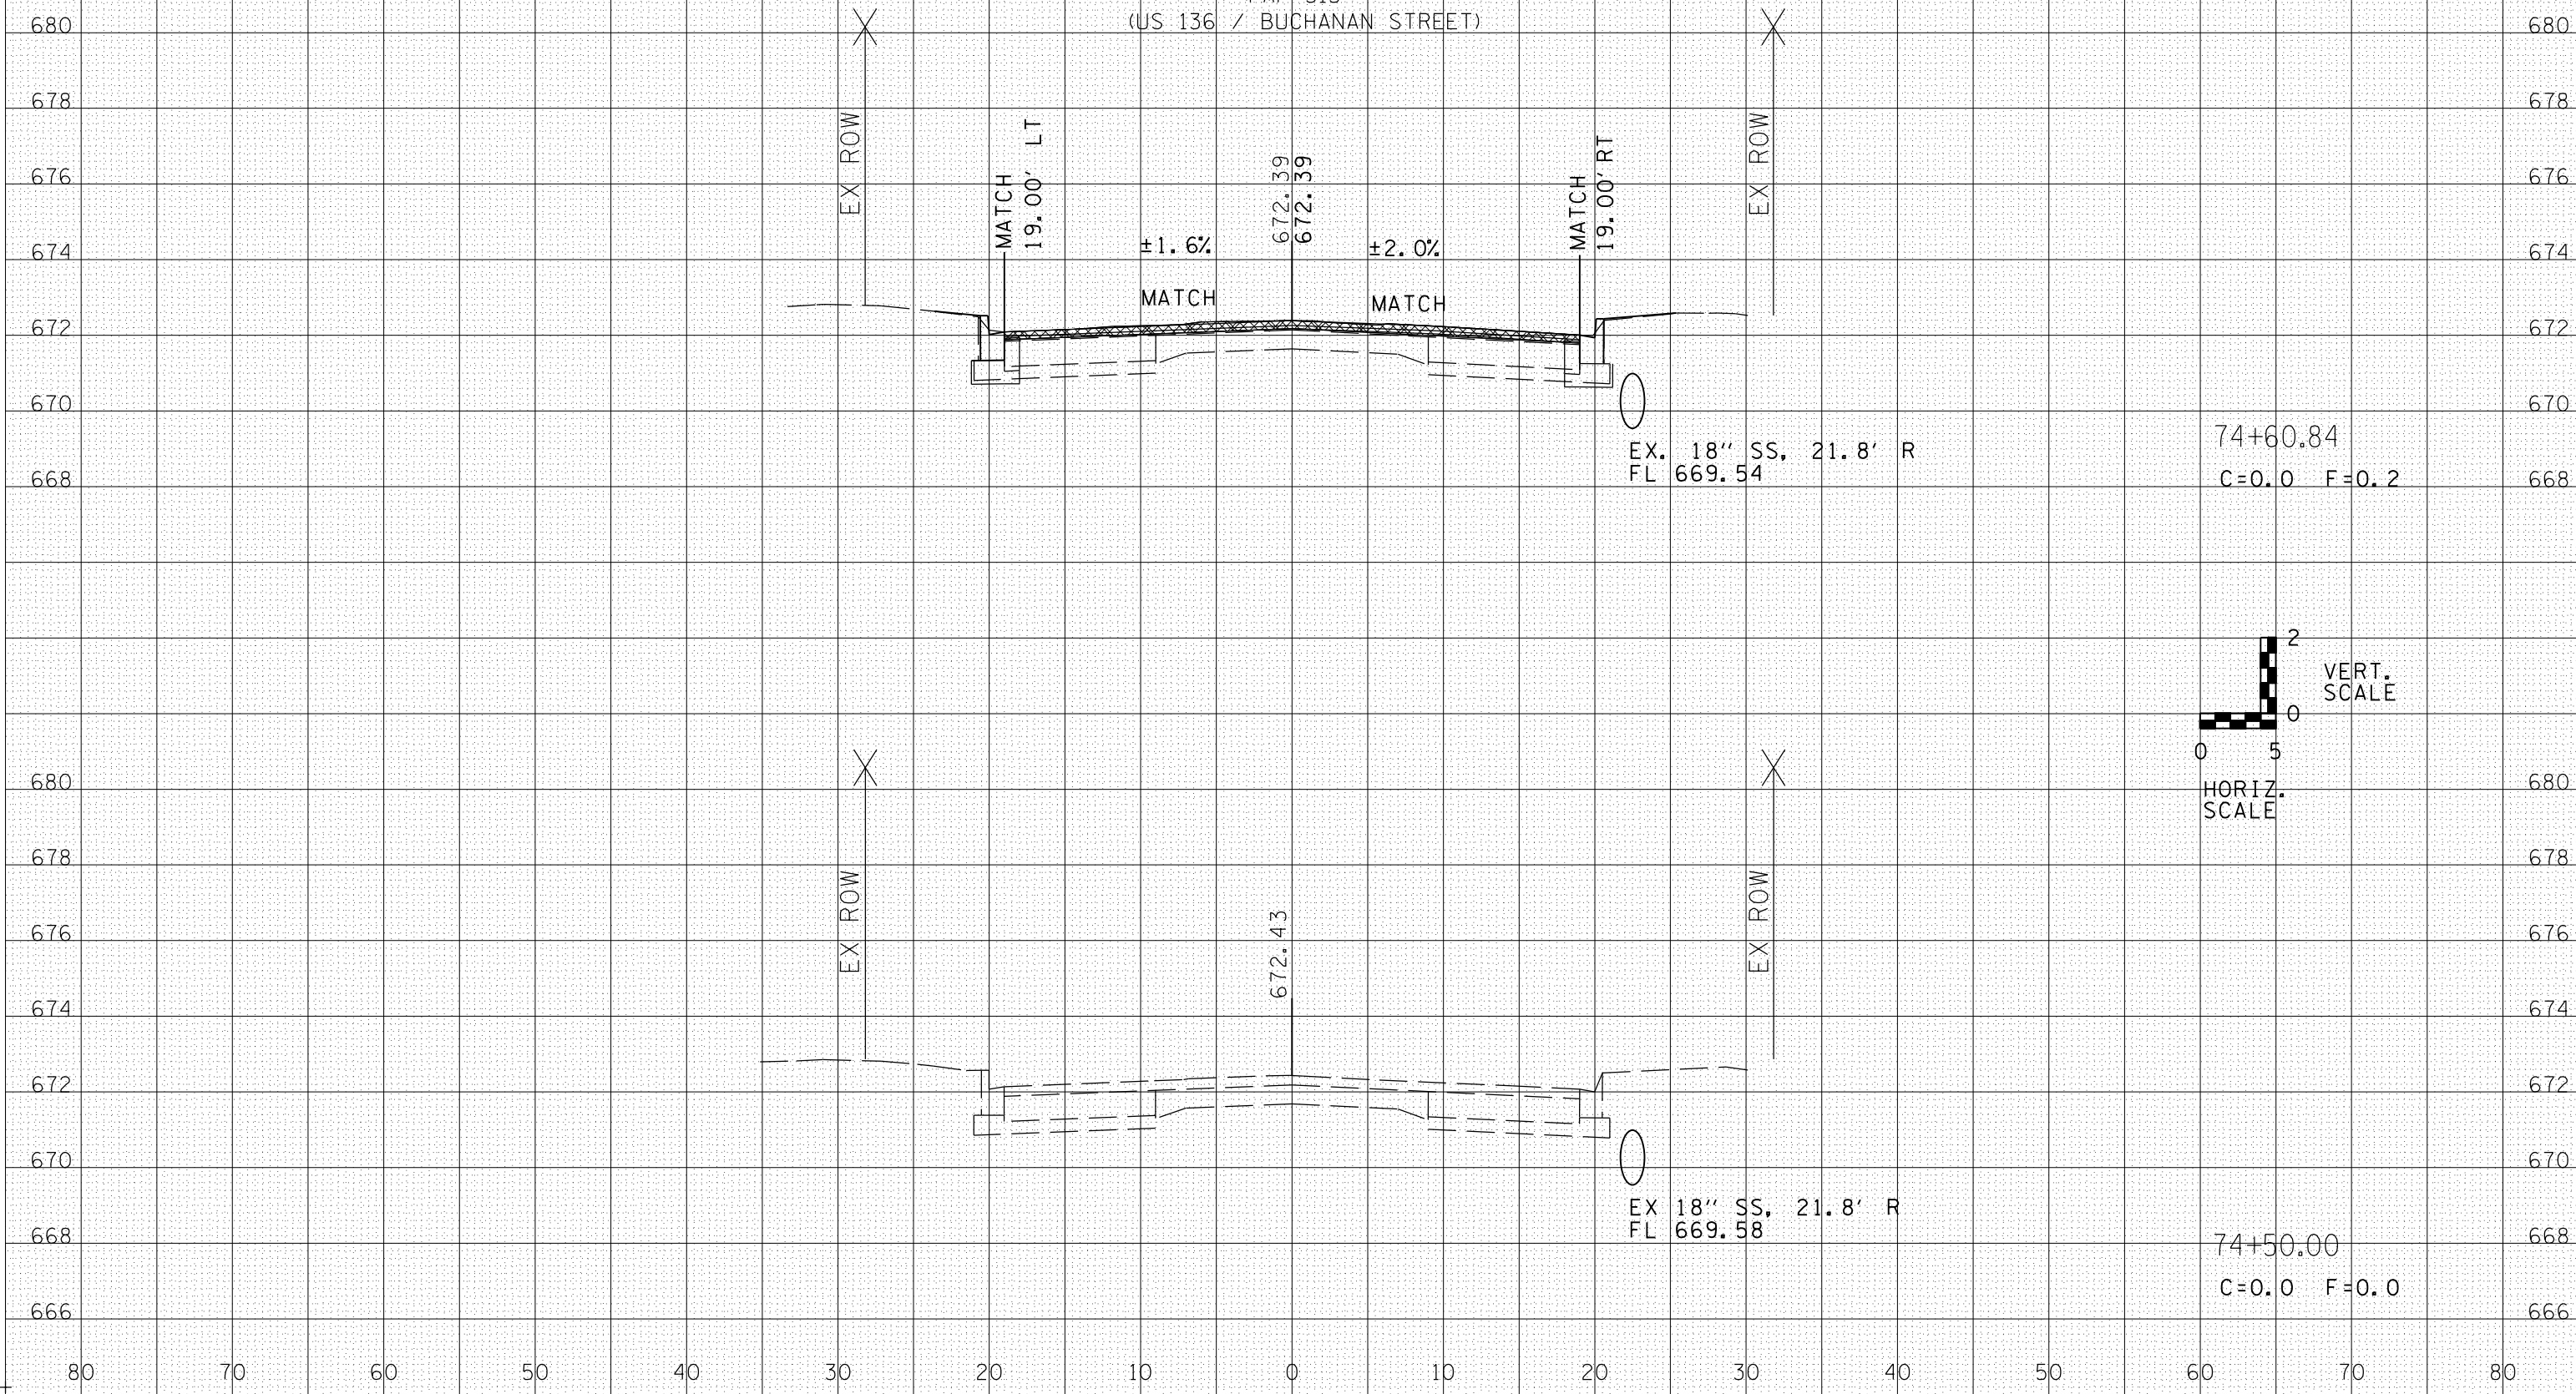 (US 136 / BUCHANAN STREET)
680 680
678 678
676 676
674 674
672 672
670 670
668 668
EX ROW
MATCH
19.00' LT
±1.6%
MATCH
672.39
672.39
±2.0%
MATCH
MATCH
19.00' RT
EX ROW
EX. 18" SS, 21.8' R
FL 669.54
74+60.84
C=0.0 F=0.2
2
VERT.
SCALE
0
0 5
HORIZ.
SCALE
680 680
678 678
676 676
674 674
672 672
670 670
668 668
666 666
EX ROW
672.43
EX ROW
EX 18" SS, 21.8' R
FL 669.58
74+50.00
C=0.0 F=0.0
80 70 60 50 40 30 20 10 0 10 20 30 40 50 60 70 80